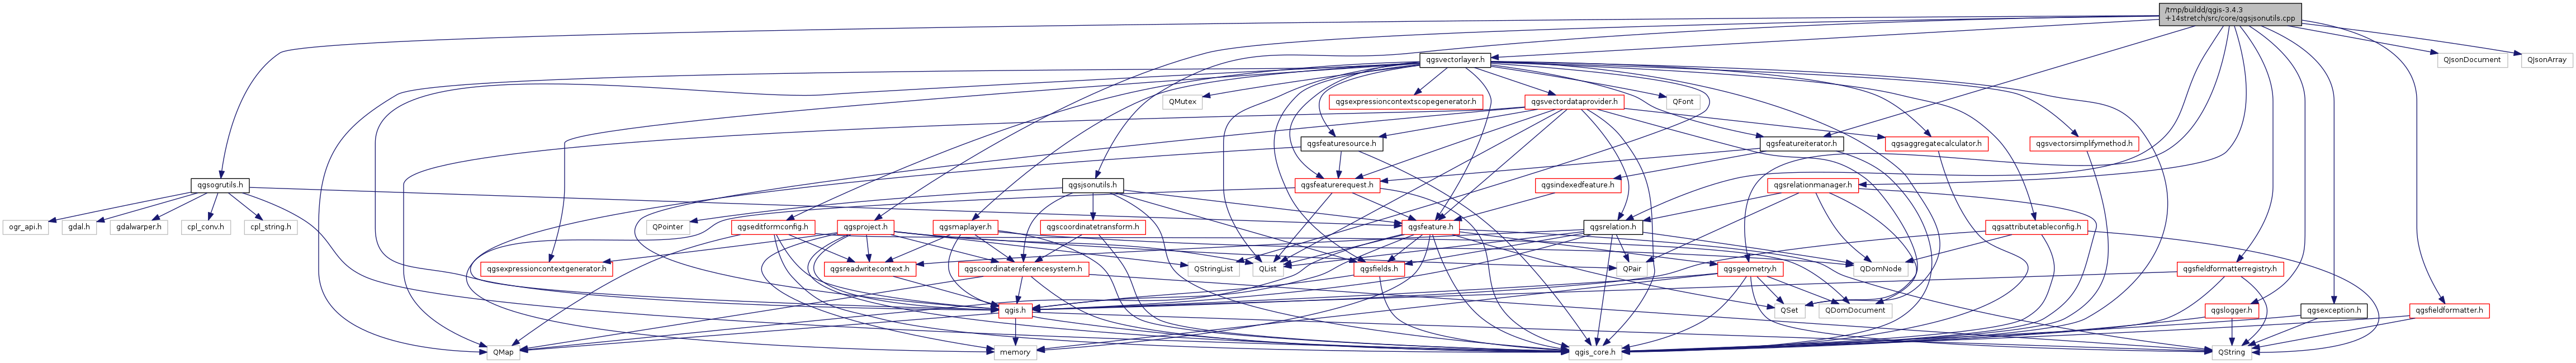 /tmp/buildd/qgis-3.4.3
+14stretch/src/core/qgsjsonutils.cpp
qgsvectorlayer.h
QJsonDocument
QJsonArray
QMutex
qgsexpressioncontextscopegenerator.h
qgsvectordataprovider.h
QFont
qgsfeaturesource.h
qgsfeatureiterator.h
qgsaggregatecalculator.h
qgsvectorsimplifymethod.h
qgsogrutils.h
qgsjsonutils.h
qgsfeaturerequest.h
qgsindexedfeature.h
qgsrelationmanager.h
ogr_api.h
gdal.h
gdalwarper.h
cpl_conv.h
cpl_string.h
QPointer
qgseditformconfig.h
qgsproject.h
qgsmaplayer.h
qgscoordinatetransform.h
qgsfeature.h
qgsrelation.h
qgsattributetableconfig.h
qgsexpressioncontextgenerator.h
qgsreadwritecontext.h
qgscoordinatereferencesystem.h
QStringList
QList
qgsfields.h
QPair
qgsgeometry.h
QDomNode
qgsfieldformatterregistry.h
qgis.h
QSet
QDomDocument
qgslogger.h
qgsexception.h
qgsfieldformatter.h
QMap
memory
qgis_core.h
QString